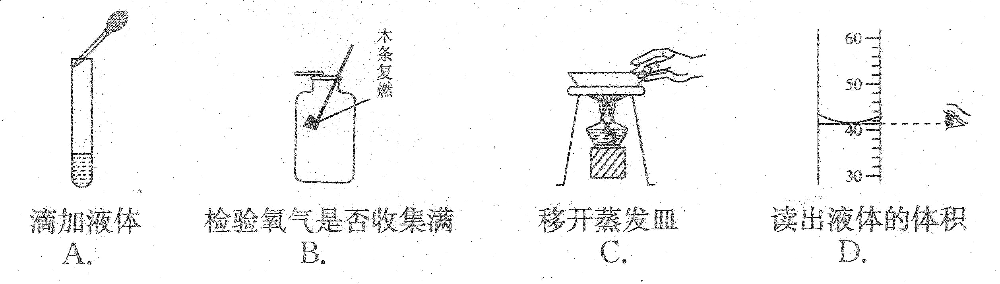 木条复燃
60
50
40
30
滴加液体
检验氧气是否收集满
移开蒸发皿
读出液体的体积
A.
B.
C.
D.